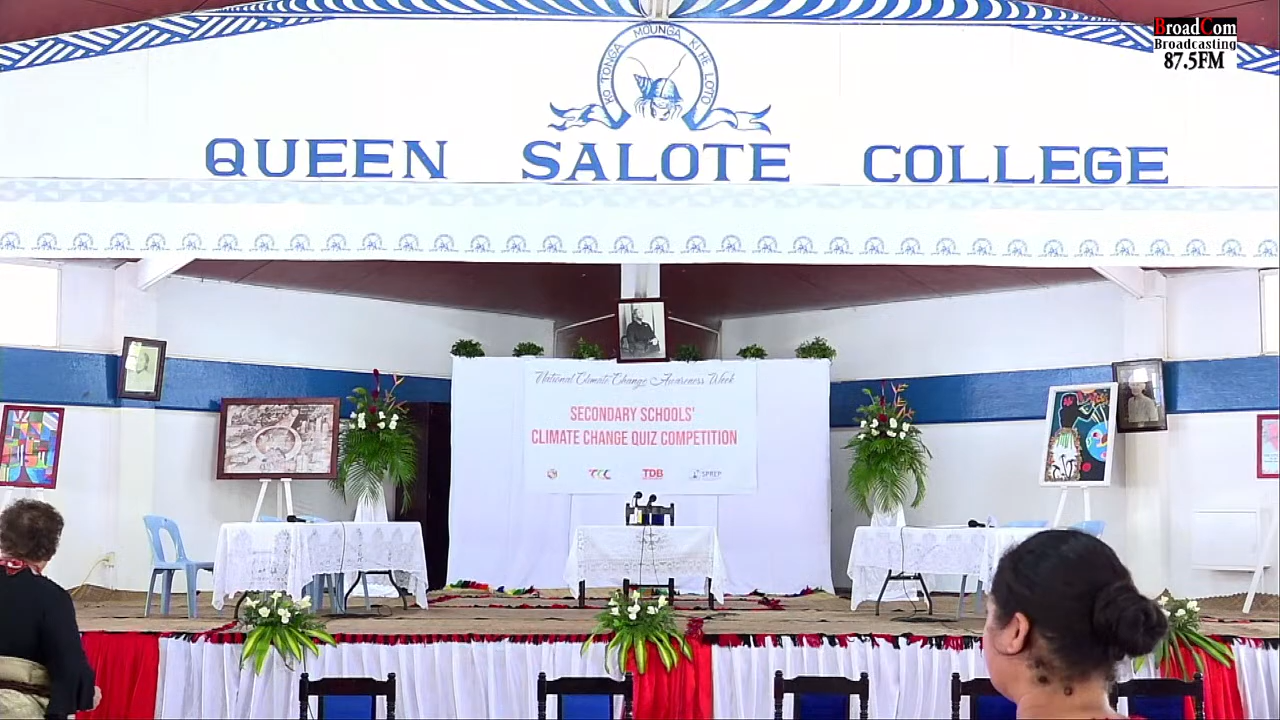 BroadCom
Broadcasting
87.5FM
KO TONGA MOUNGA KI HE LOTO
QUEEN SALOTE COLLEGE
National Climate Change Awareness Week
SECONDARY SCHOOLS'
CLIMATE CHANGE QUIZ COMPETITION
TDB
SPREP